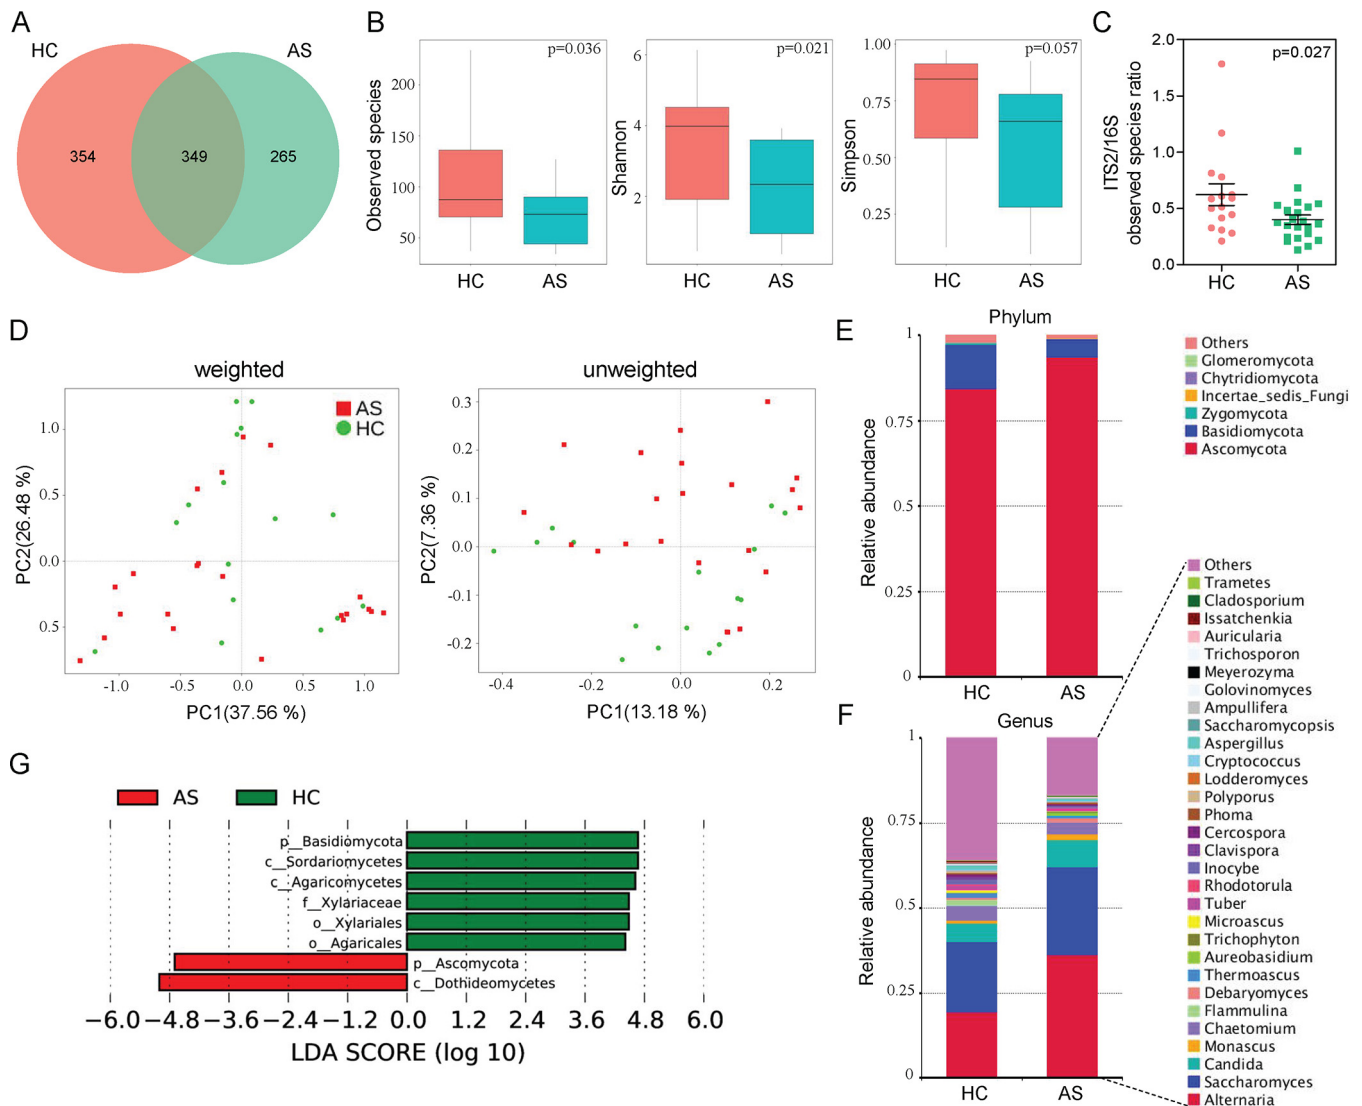 A
HC
AS
354
349
265
B
Observed species
200
150
100
50
p=0.036
HC
AS
Shannon
6
4
2
p=0.021
HC
AS
Simpson
1.00
0.75
0.50
0.25
p=0.057
HC
AS
C
ITS2/16S
observed species ratio
2.0
1.5
1.0
0.5
0.0
p=0.027
HC
AS
D
weighted
AS
HC
PC2(26.48 %)
1.0
0.5
0.0
0.5
-1.0
-0.5
0.0
0.5
1.0
PC1(37.56 %)
unweighted
PC2(7.36 %)
0.3
0.2
0.1
0.0
-0.1
-0.2
-0.4
-0.2
0.0
0.2
PC1(13.18 %)
E
Phylum
Relative abundance
1
0.75
0.5
0.25
0
HC
AS
Others
Glomeromycota
Chytridiomycota
Incertae_sedis_Fungi
Zygomycota
Basidiomycota
Ascomycota
F
Genus
Relative abundance
1
0.75
0.5
0.25
0
HC
AS
Others
Trametes
Cladosporium
Issatchenkia
Auricularia
Trichosporon
Meyerozyma
Golovinomyces
Ampullifera
Saccharomycopsis
Aspergillus
Cryptococcus
Lodderomyces
Polyporus
Phoma
Cercospora
Clavispora
Inocybe
Rhodotorula
Tuber
Microascus
Trichophyton
Aureobasidium
Thermoascus
Debaryomyces
Flammulina
Chaetomium
Monascus
Candida
Saccharomyces
Alternaria
G
AS
HC
p__Basidiomycota
c__Sordariomycetes
c__Agaricomycetes
f__Xylariaceae
o__Xylariales
o__Agaricales
p__Ascomycota
c__Dothideomycetes
−6.0 −4.8 −3.6 −2.4 −1.2 0.0 1.2 2.4 3.6 4.8 6.0
LDA SCORE (log 10)